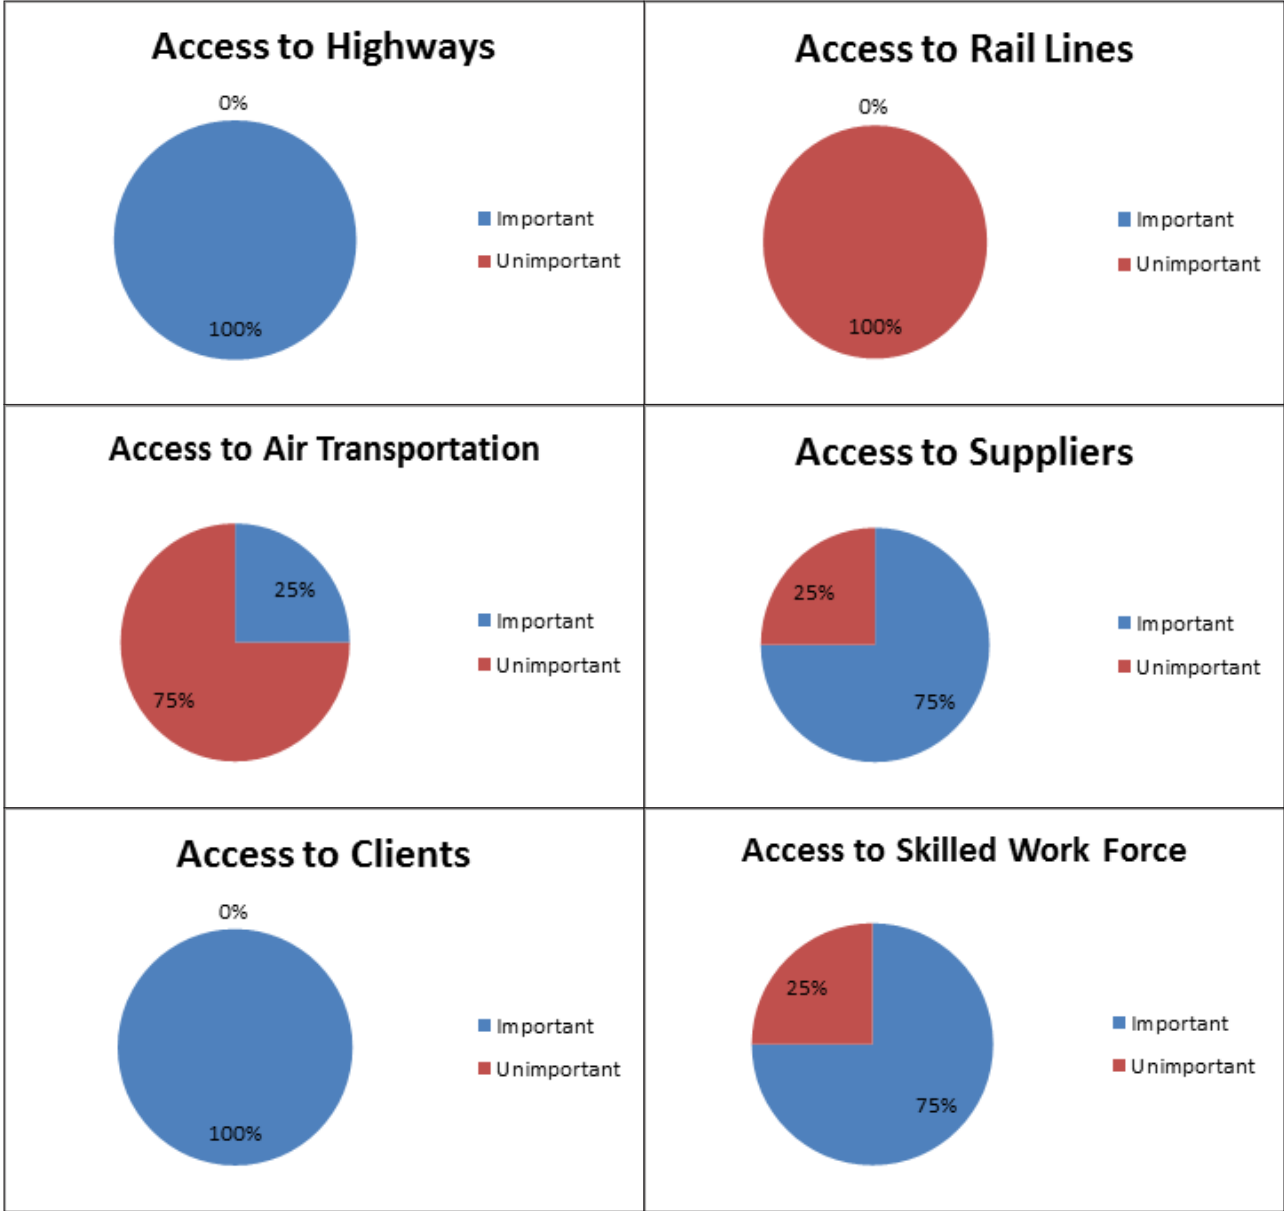 Access to Highways
0%
100%
Important
Unimportant
Access to Rail Lines
0%
100%
Important
Unimportant
Access to Air Transportation
25%
75%
Important
Unimportant
Access to Suppliers
25%
75%
Important
Unimportant
Access to Clients
0%
100%
Important
Unimportant
Access to Skilled Work Force
25%
75%
Important
Unimportant